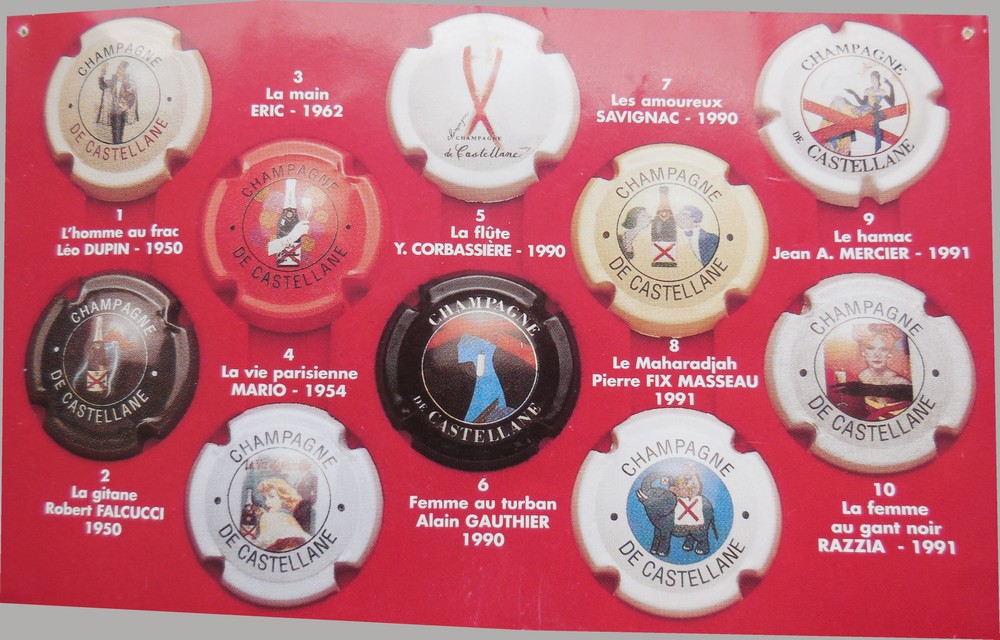 CHAMPAGNE
DE CASTELLANE
1
L'homme au frac
Léo DUPIN - 1950
CHAMPAGNE
DE CASTELLANE
2
La gitane
Robert FALCUCCI
1950
3
La main
ERIC - 1962
CHAMPAGNE
DE CASTELLANE
4
La vie parisienne
MARIO - 1954
CHAMPAGNE
DE CASTELLANE
CHAMPAGNE
de Castellane
5
La flûte
Y. CORBASSIÈRE - 1990
CHAMPAGNE
DE CASTELLANE
6
Femme au turban
Alain GAUTHIER
1990
7
Les amoureux
SAVIGNAC - 1990
CHAMPAGNE
DE CASTELLANE
8
Le Maharadjah
Pierre FIX MASSEAU
1991
CHAMPAGNE
DE CASTELLANE
CHAMPAGNE
DE CASTELLANE
9
Le hamac
Jean A. MERCIER - 1991
CHAMPAGNE
DE CASTELLANE
10
La femme
au gant noir
RAZZIA - 1991